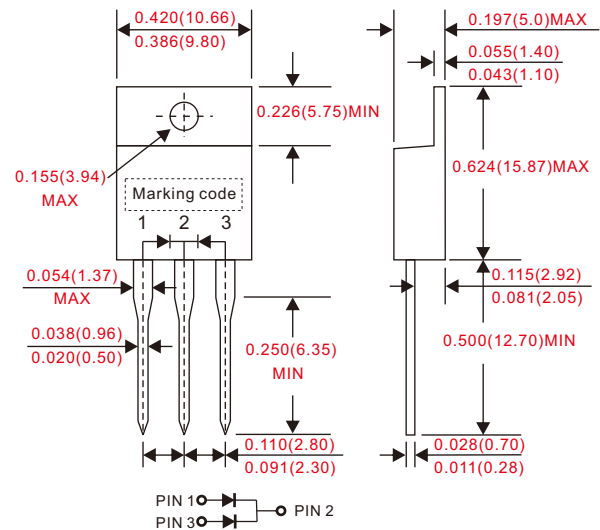 0.420(10.66)
0.386(9.80)
0.197(5.0)MAX
0.055(1.40)
0.043(1.10)
0.226(5.75)MIN
0.155(3.94)
MAX
0.624(15.87)MAX
Marking code
1 2 3
0.054(1.37)
MAX
0.115(2.92)
0.081(2.05)
0.038(0.96)
0.020(0.50)
0.250(6.35)
MIN
0.500(12.70)MIN
0.110(2.80)
0.091(2.30)
0.028(0.70)
0.011(0.28)
PIN 1
PIN 2
PIN 3